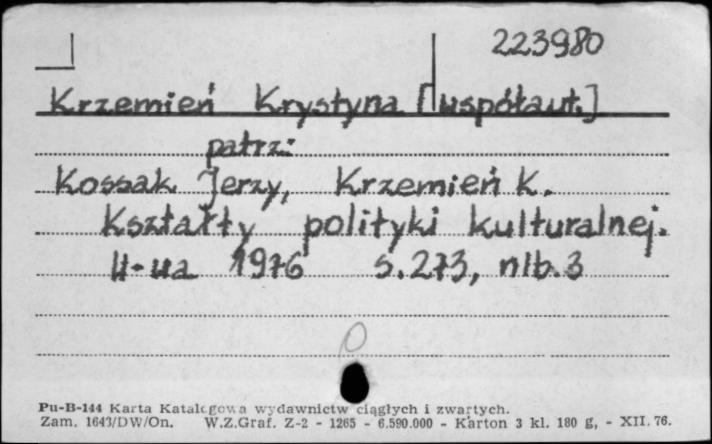 223980
Krzemień Krystyna [współaut.]
patrz:
Kossak Jerzy, Krzemień K.
Kształty polityki kulturalnej.
W-wa 1976 s. 273, nlb. 3
Pu-B-144 Karta Katalogowa wydawnictw ciągłych i zwartych.
Zam. 1643/DW/On. W.Z.Graf. Z-2 - 1265 - 6.590.000 - Karton 3 kl. 180 g, - XII. 76.